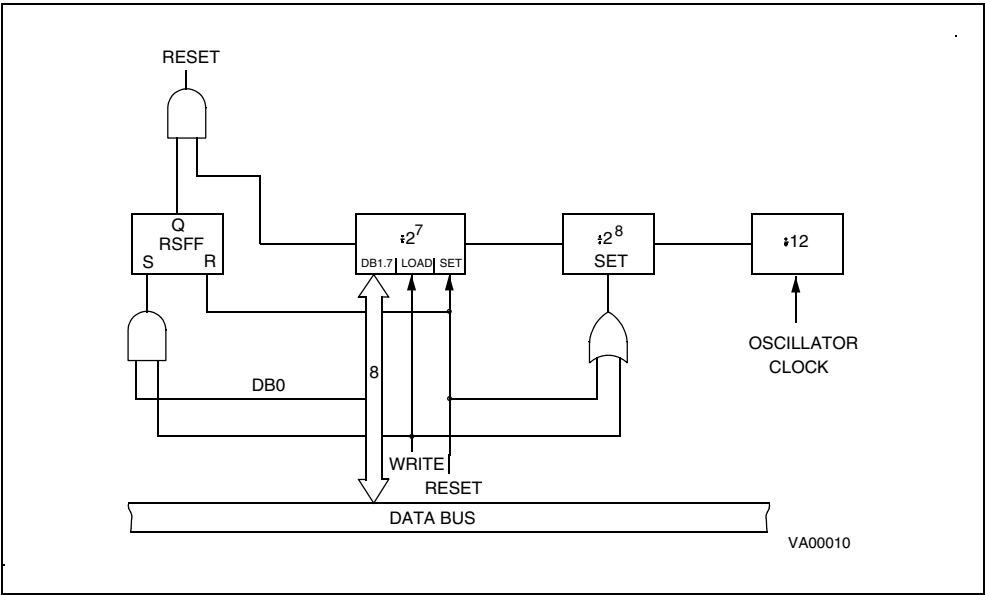 RESET
Q
RSFF
S R
÷2⁷
DB1.7 LOAD SET
÷2⁸
SET
÷12
OSCILLATOR
CLOCK
8
DB0
WRITE
RESET
DATA BUS
VA00010